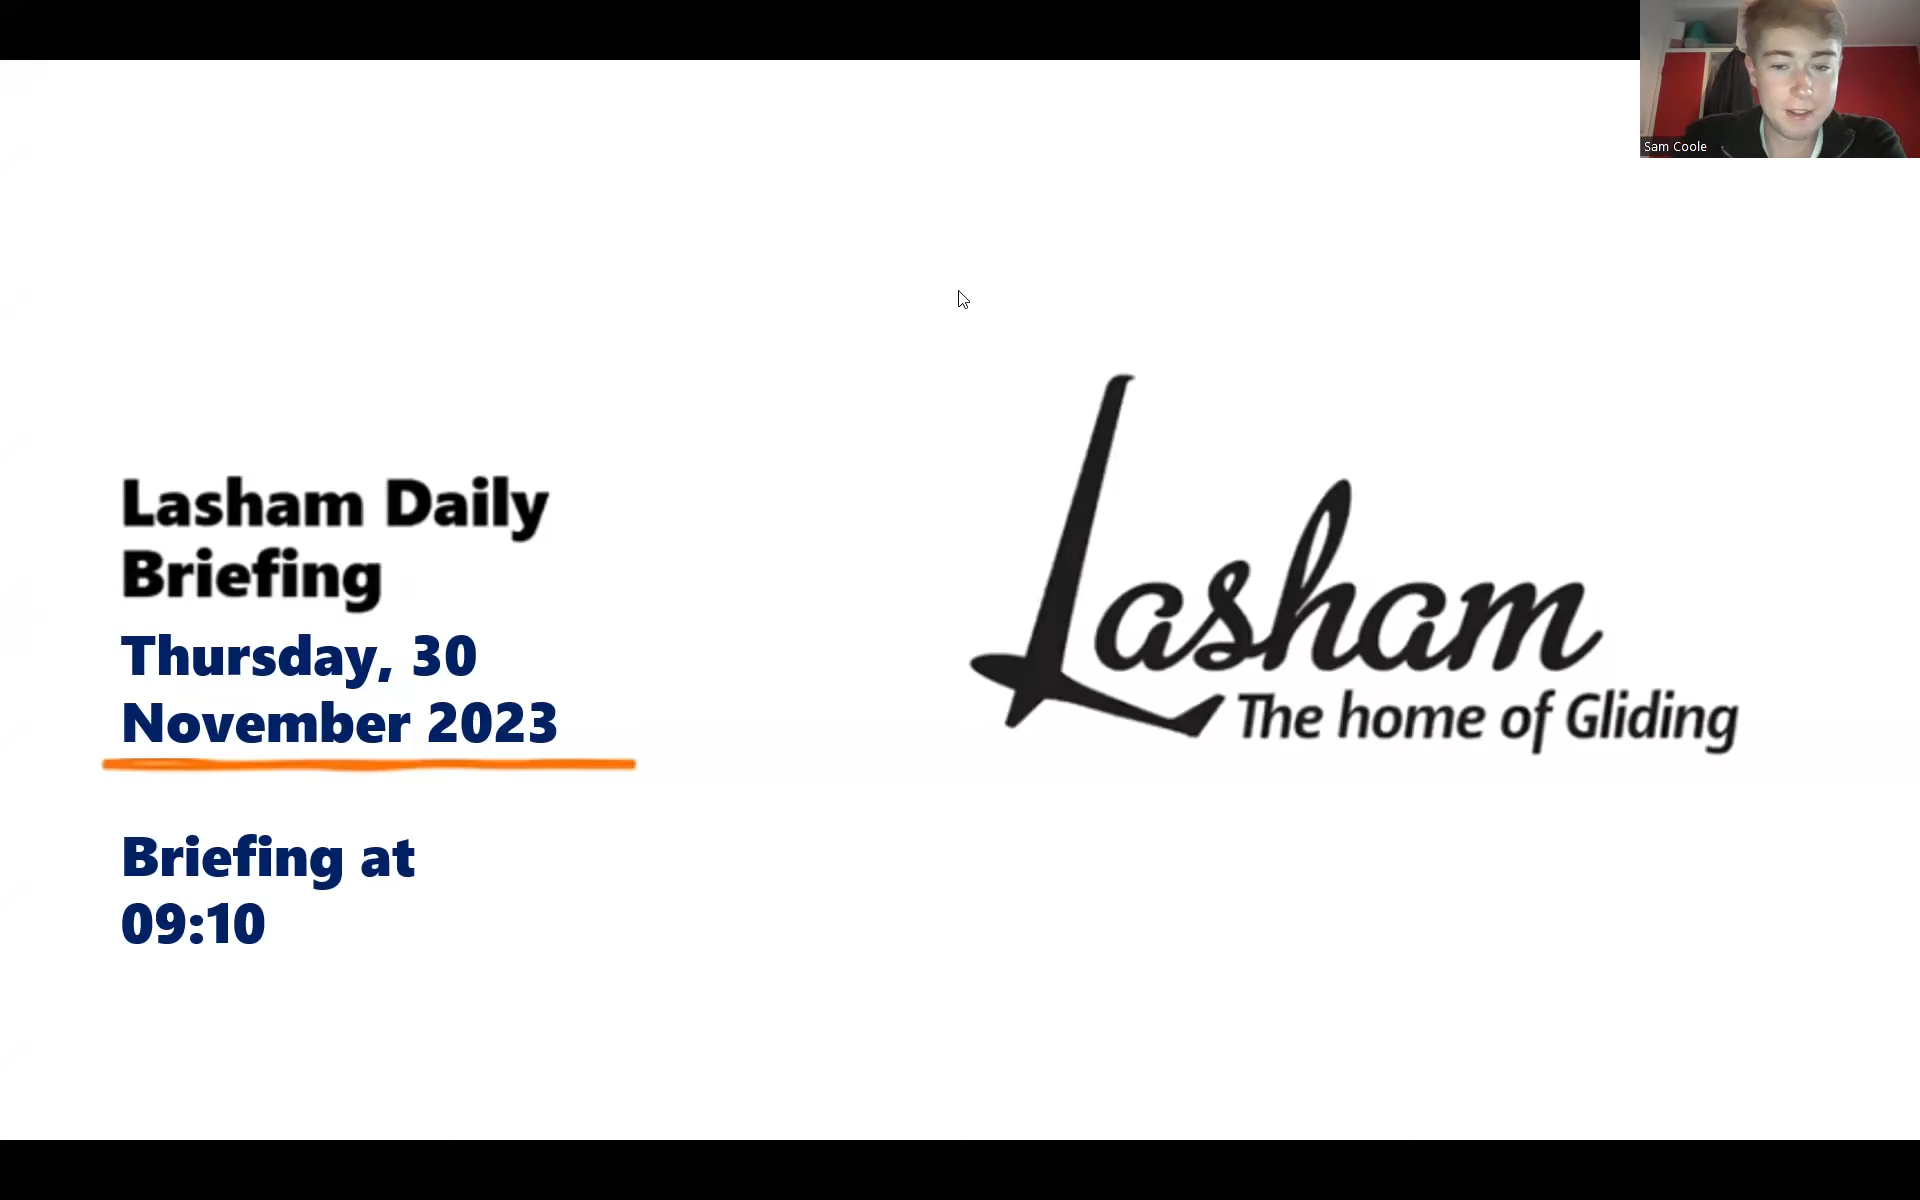 Sam Coole
Lasham Daily
Briefing
Thursday, 30
November 2023
Briefing at
09:10
Lasham
The home of Gliding